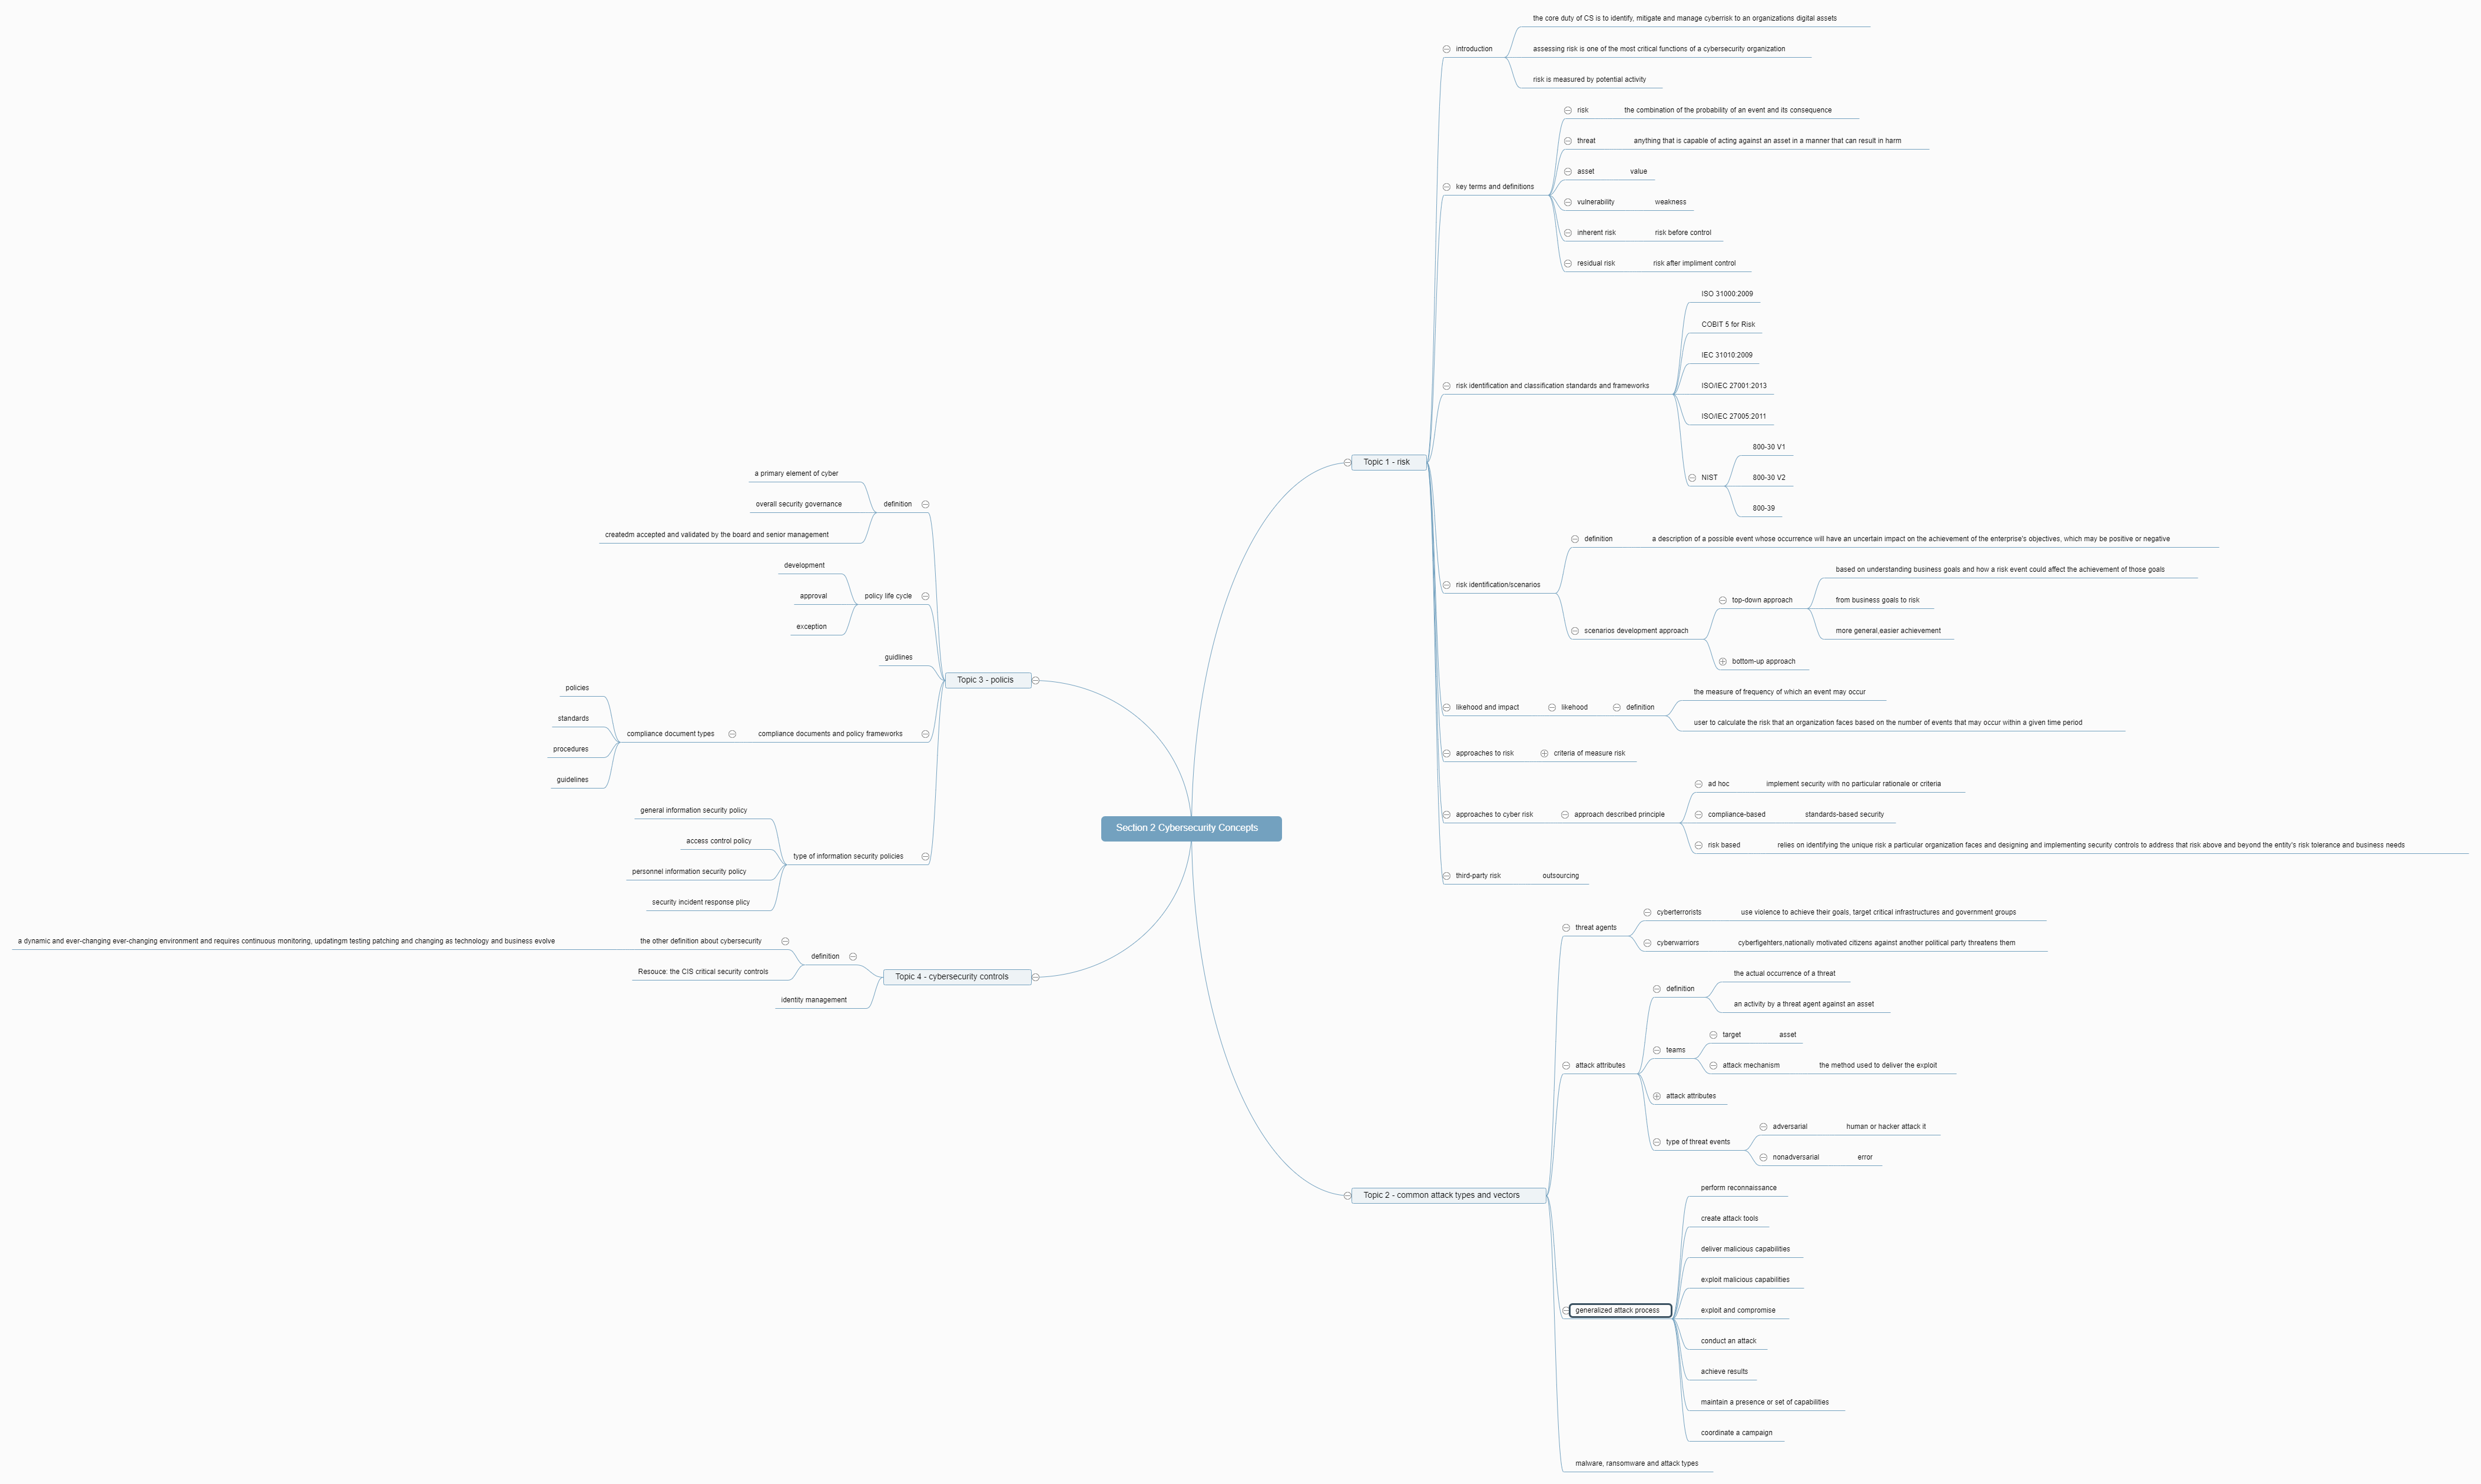 Section 2 Cybersecurity Concepts
Topic 1 - risk
introduction
the core duty of CS is to identify, mitigate and manage cyberrisk to an organizations digital assets
assessing risk is one of the most critical functions of a cybersecurity organization
risk is measured by potential activity
key terms and definitions
risk
the combination of the probability of an event and its consequence
threat
anything that is capable of acting against an asset in a manner that can result in harm
asset
value
vulnerability
weakness
inherent risk
risk before control
residual risk
risk after impliment control
risk identification and classification standards and frameworks
ISO 31000:2009
COBIT 5 for Risk
IEC 31010:2009
ISO/IEC 27001:2013
ISO/IEC 27005:2011
NIST
800-30 V1
800-30 V2
800-39
risk identification/scenarios
definition
a description of a possible event whose occurrence will have an uncertain impact on the achievement of the enterprise's objectives, which may be positive or negative
scenarios development approach
top-down approach
based on understanding business goals and how a risk event could affect the achievement of those goals
from business goals to risk
more general,easier achievement
bottom-up approach
likehood and impact
likehood
definition
the measure of frequency of which an event may occur
user to calculate the risk that an organization faces based on the number of events that may occur within a given time period
approaches to risk
criteria of measure risk
approaches to cyber risk
approach described principle
ad hoc
implement security with no particular rationale or criteria
compliance-based
standards-based security
risk based
relies on identifying the unique risk a particular organization faces and designing and implementing security controls to address that risk above and beyond the entity's risk tolerance and business needs
third-party risk
outsourcing
Topic 2 - common attack types and vectors
threat agents
cyberterrorists
use violence to achieve their goals, target critical infrastructures and government groups
cyberwarriors
cyberfigehters,nationally motivated citizens against another political party threatens them
attack attributes
definition
the actual occurrence of a threat
an activity by a threat agent against an asset
teams
target
asset
attack mechanism
the method used to deliver the exploit
attack attributes
type of threat events
adversarial
human or hacker attack it
nonadversarial
error
generalized attack process
perform reconnaissance
create attack tools
deliver malicious capabilities
exploit malicious capabilities
exploit and compromise
conduct an attack
achieve results
maintain a presence or set of capabilities
coordinate a campaign
malware, ransomware and attack types
Topic 3 - policis
definition
a primary element of cyber
overall security governance
createdm accepted and validated by the board and senior management
policy life cycle
development
approval
exception
guidlines
compliance documents and policy frameworks
compliance document types
policies
standards
procedures
guidelines
type of information security policies
general information security policy
access control policy
personnel information security policy
security incident response plicy
Topic 4 - cybersecurity controls
definition
the other definition about cybersecurity
a dynamic and ever-changing ever-changing environment and requires continuous monitoring, updatingm testing patching and changing as technology and business evolve
Resouce: the CIS critical security controls
identity management